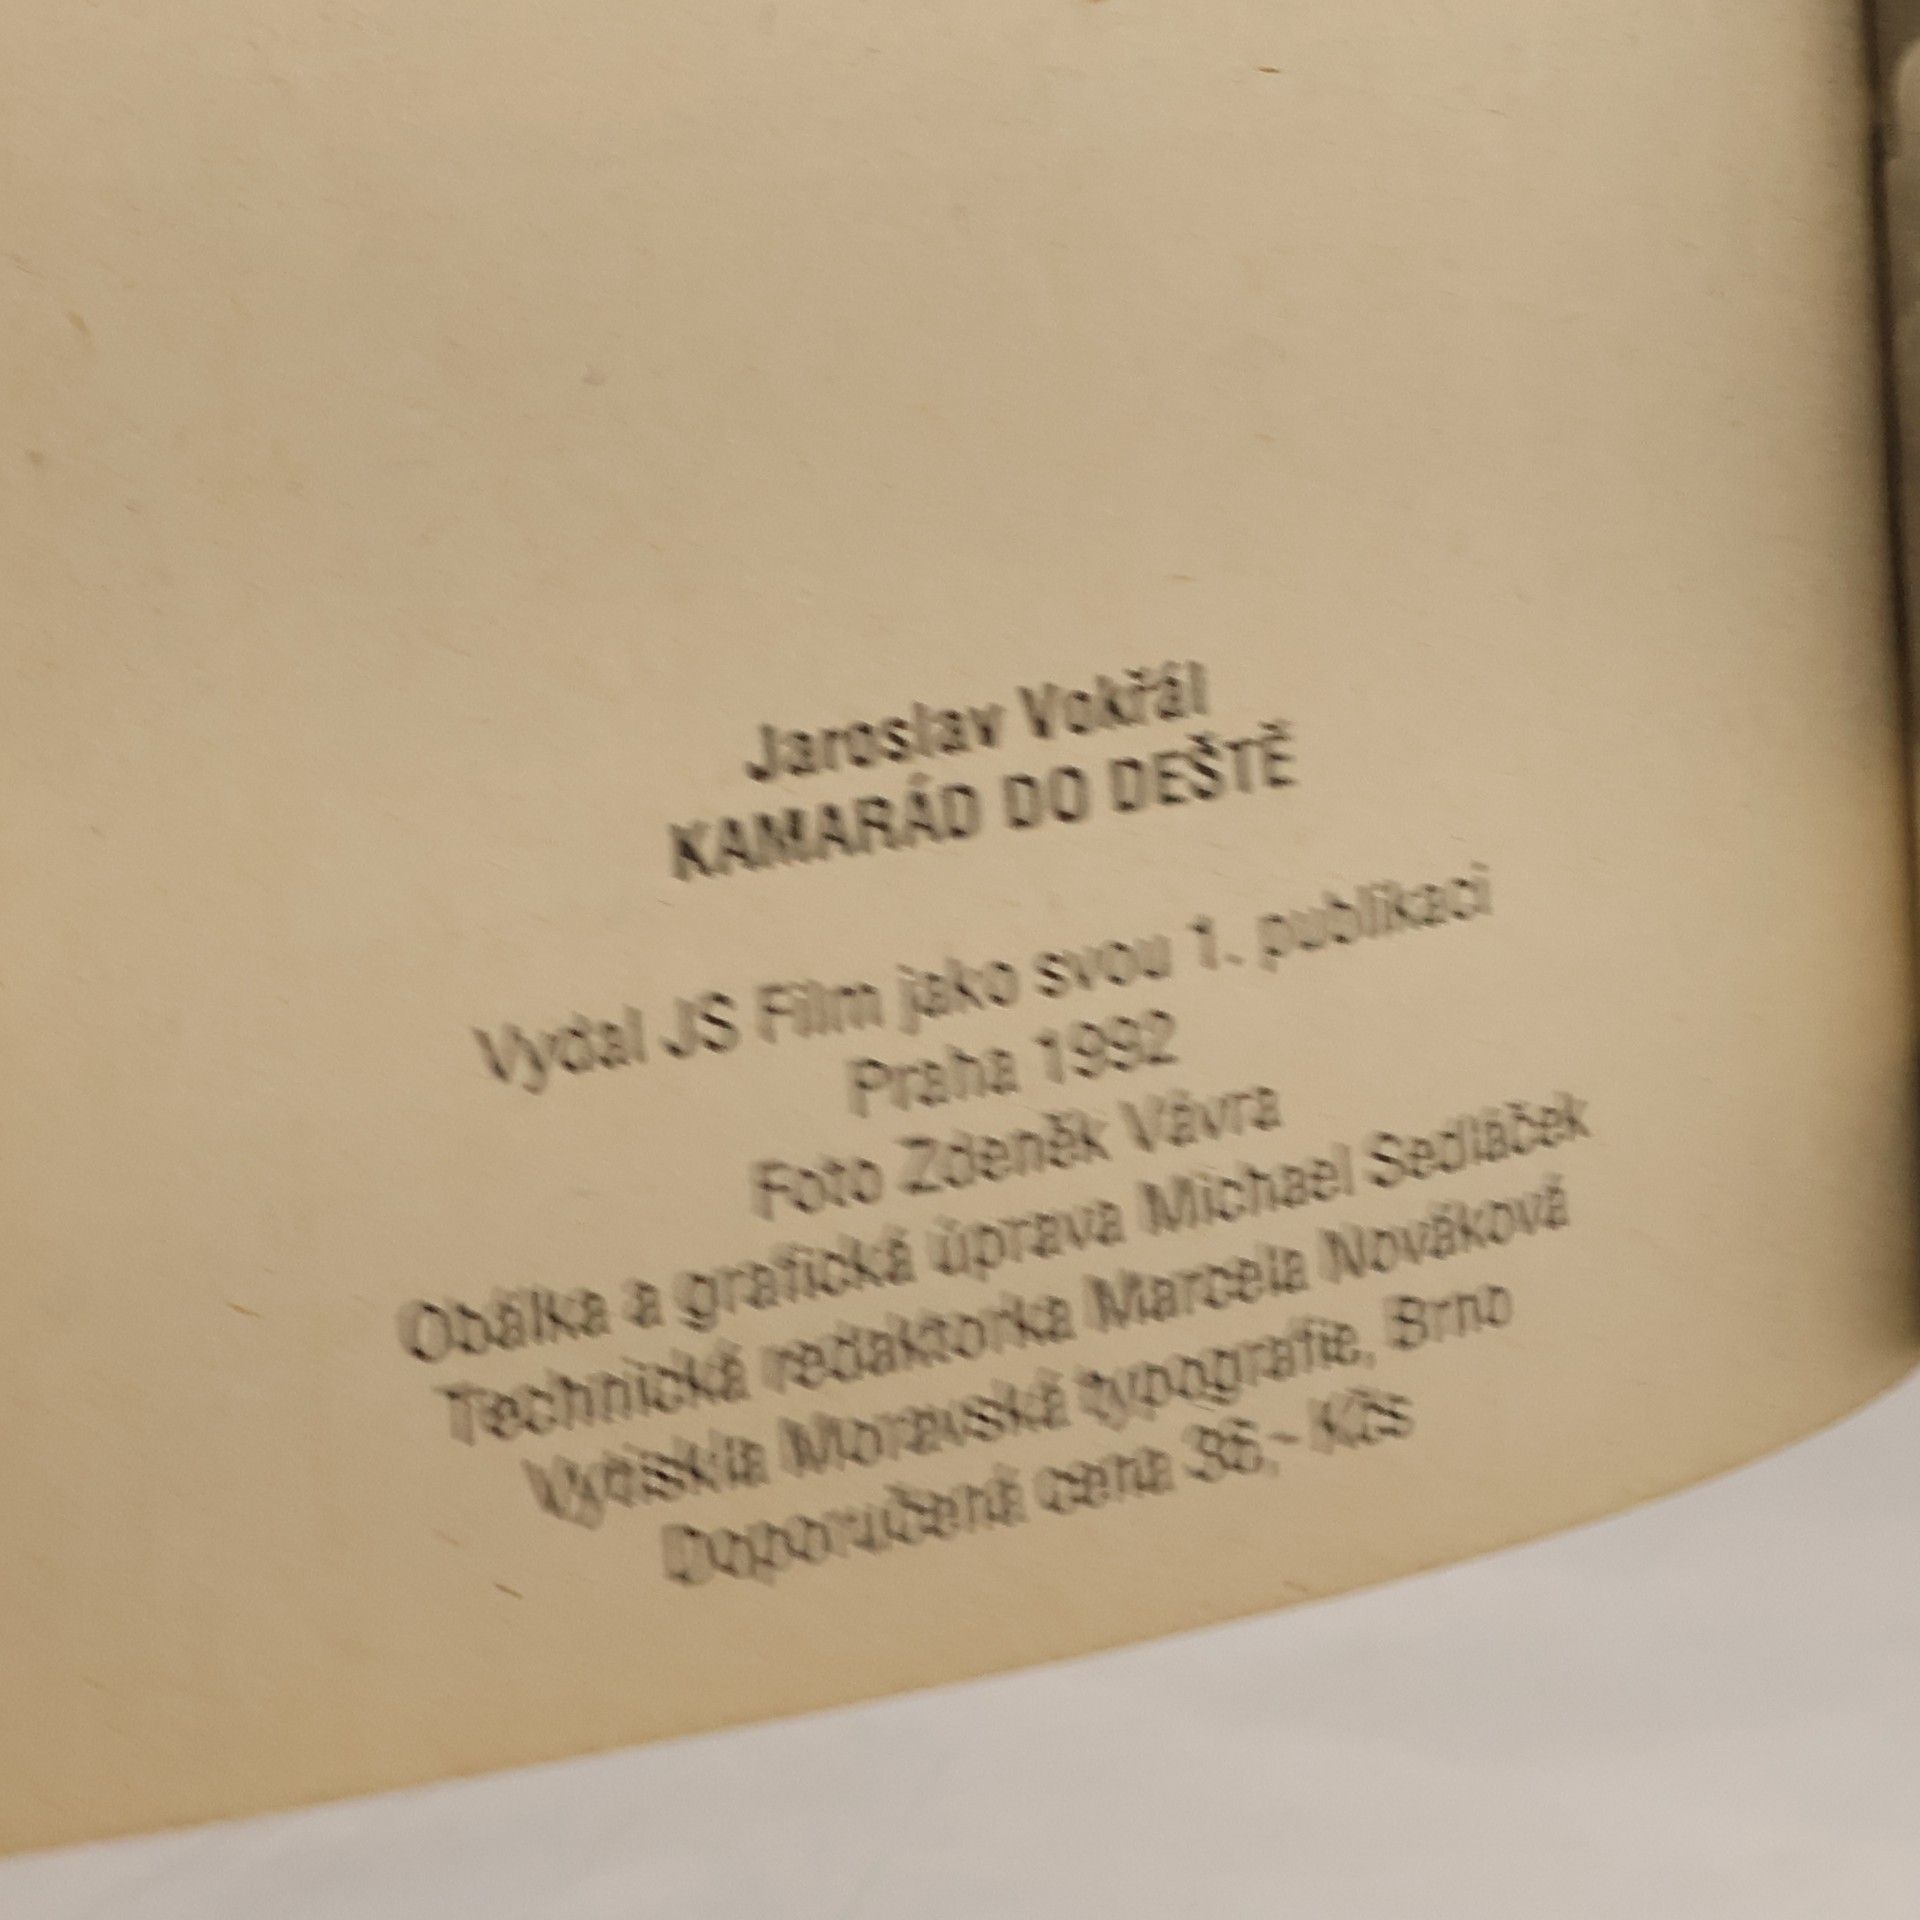 Jaroslav Vokřál
KAMARÁD DO DEŠTĚ
Vydal JS Film jako svou 1. publikaci
Praha 1992
Foto Zdeněk Vávra
Obálka a grafická úprava Michael Sedláček
Technická redaktorka Marcela Nováková
Vytiskla Moravská typografie, Brno
Doporučená cena Kčs